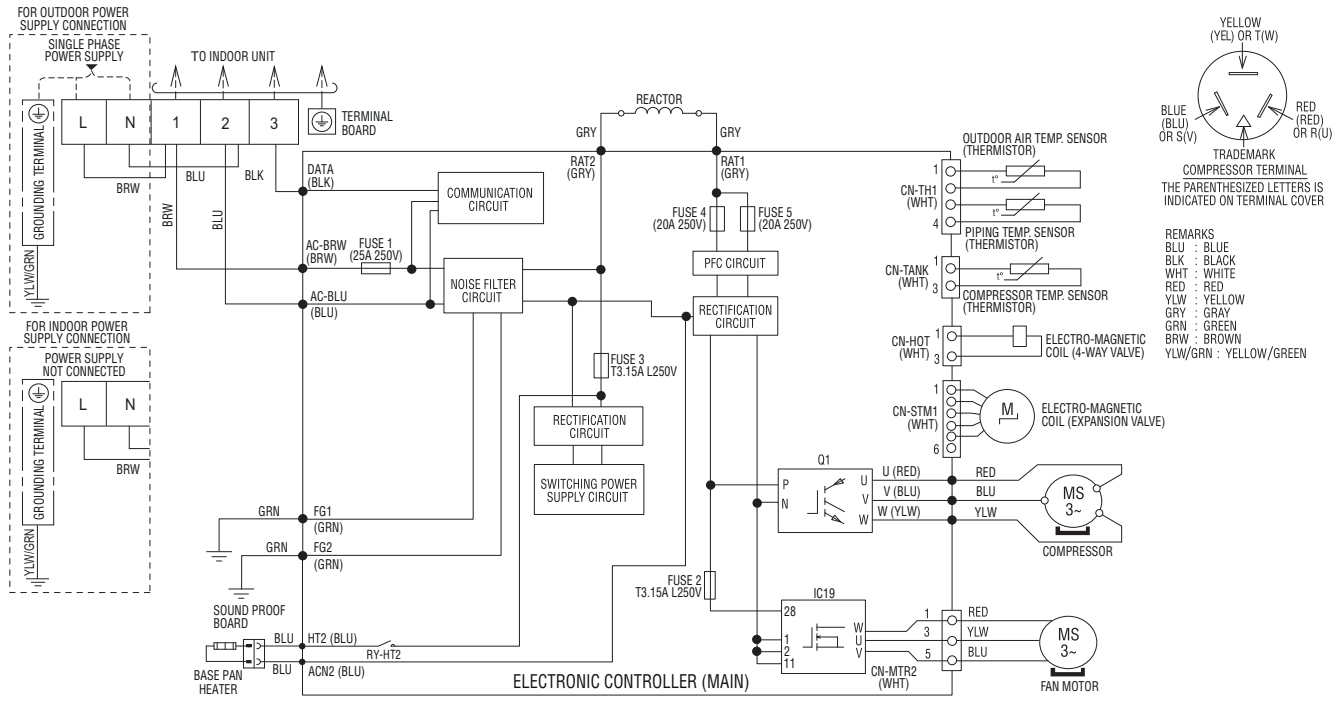 FOR OUTDOOR POWER
SUPPLY CONNECTION
SINGLE PHASE
POWER SUPPLY
TO INDOOR UNIT
GROUNDING TERMINAL
L
N
1
2
3
TERMINAL
BOARD
BRW
BLU
BLK
BRW
BLU
YLW/GRN
FOR INDOOR POWER
SUPPLY CONNECTION
POWER SUPPLY
NOT CONNECTED
GROUNDING TERMINAL
L
N
BRW
YLW/GRN
DATA
(BLK)
COMMUNICATION
CIRCUIT
AC-BRW
(BRW)
FUSE 1
(25A 250V)
AC-BLU
(BLU)
NOISE FILTER
CIRCUIT
REACTOR
GRY
GRY
RAT2
(GRY)
RAT1
(GRY)
FUSE 4
(20A 250V)
FUSE 5
(20A 250V)
PFC CIRCUIT
RECTIFICATION
CIRCUIT
FUSE 3
T3.15A L250V
RECTIFICATION
CIRCUIT
SWITCHING POWER
SUPPLY CIRCUIT
GRN
FG1
(GRN)
GRN
FG2
(GRN)
SOUND PROOF
BOARD
BLU
HT2 (BLU)
RY-HT2
BLU
ACN2 (BLU)
BASE PAN
HEATER
ELECTRONIC CONTROLLER (MAIN)
FUSE 2
T3.15A L250V
Q1
P
N
U
V
W
U (RED)
V (BLU)
W (YLW)
RED
BLU
YLW
MS
3~
COMPRESSOR
IC19
28
1
2
11
W
U
V
1
3
5
CN-MTR2
(WHT)
RED
YLW
BLU
MS
3~
FAN MOTOR
OUTDOOR AIR TEMP. SENSOR
(THERMISTOR)
1
t°
CN-TH1
(WHT)
t°
4
PIPING TEMP. SENSOR
(THERMISTOR)
1
CN-TANK
(WHT)
t°
3
COMPRESSOR TEMP. SENSOR
(THERMISTOR)
1
CN-HOT
(WHT)
3
ELECTRO-MAGNETIC
COIL (4-WAY VALVE)
1
CN-STM1
(WHT)
6
M
ELECTRO-MAGNETIC
COIL (EXPANSION VALVE)
YELLOW
(YEL) OR T(W)
BLUE
(BLU)
OR S(V)
RED
(RED)
OR R(U)
TRADEMARK
COMPRESSOR TERMINAL
THE PARENTHESIZED LETTERS IS
INDICATED ON TERMINAL COVER
REMARKS
BLU : BLUE
BLK : BLACK
WHT : WHITE
RED : RED
YLW : YELLOW
GRY : GRAY
GRN : GREEN
BRW : BROWN
YLW/GRN : YELLOW/GREEN